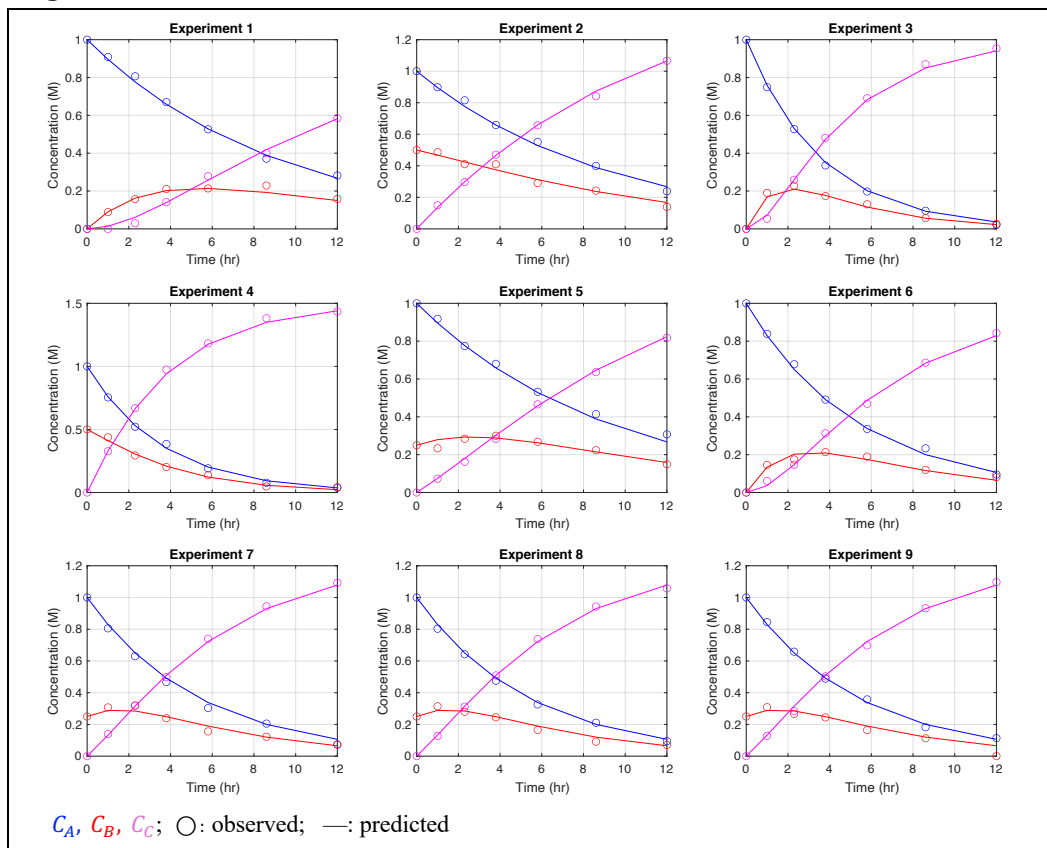 Experiment 1
Experiment 2
Experiment 3
Concentration (M)
1
0.8
0.6
0.4
0.2
0
0 2 4 6 8 10 12
Time (hr)
Concentration (M)
1.2
1
0.8
0.6
0.4
0.2
0
0 2 4 6 8 10 12
Time (hr)
Concentration (M)
1
0.8
0.6
0.4
0.2
0
0 2 4 6 8 10 12
Time (hr)
Experiment 4
Experiment 5
Experiment 6
Concentration (M)
1.5
1
0.5
0
0 2 4 6 8 10 12
Time (hr)
Concentration (M)
1
0.8
0.6
0.4
0.2
0
0 2 4 6 8 10 12
Time (hr)
Concentration (M)
1
0.8
0.6
0.4
0.2
0
0 2 4 6 8 10 12
Time (hr)
Experiment 7
Experiment 8
Experiment 9
Concentration (M)
1.2
1
0.8
0.6
0.4
0.2
0
0 2 4 6 8 10 12
Time (hr)
Concentration (M)
1.2
1
0.8
0.6
0.4
0.2
0
0 2 4 6 8 10 12
Time (hr)
Concentration (M)
1.2
1
0.8
0.6
0.4
0.2
0
0 2 4 6 8 10 12
Time (hr)
C_A, C_B, C_C; ○: observed; —: predicted